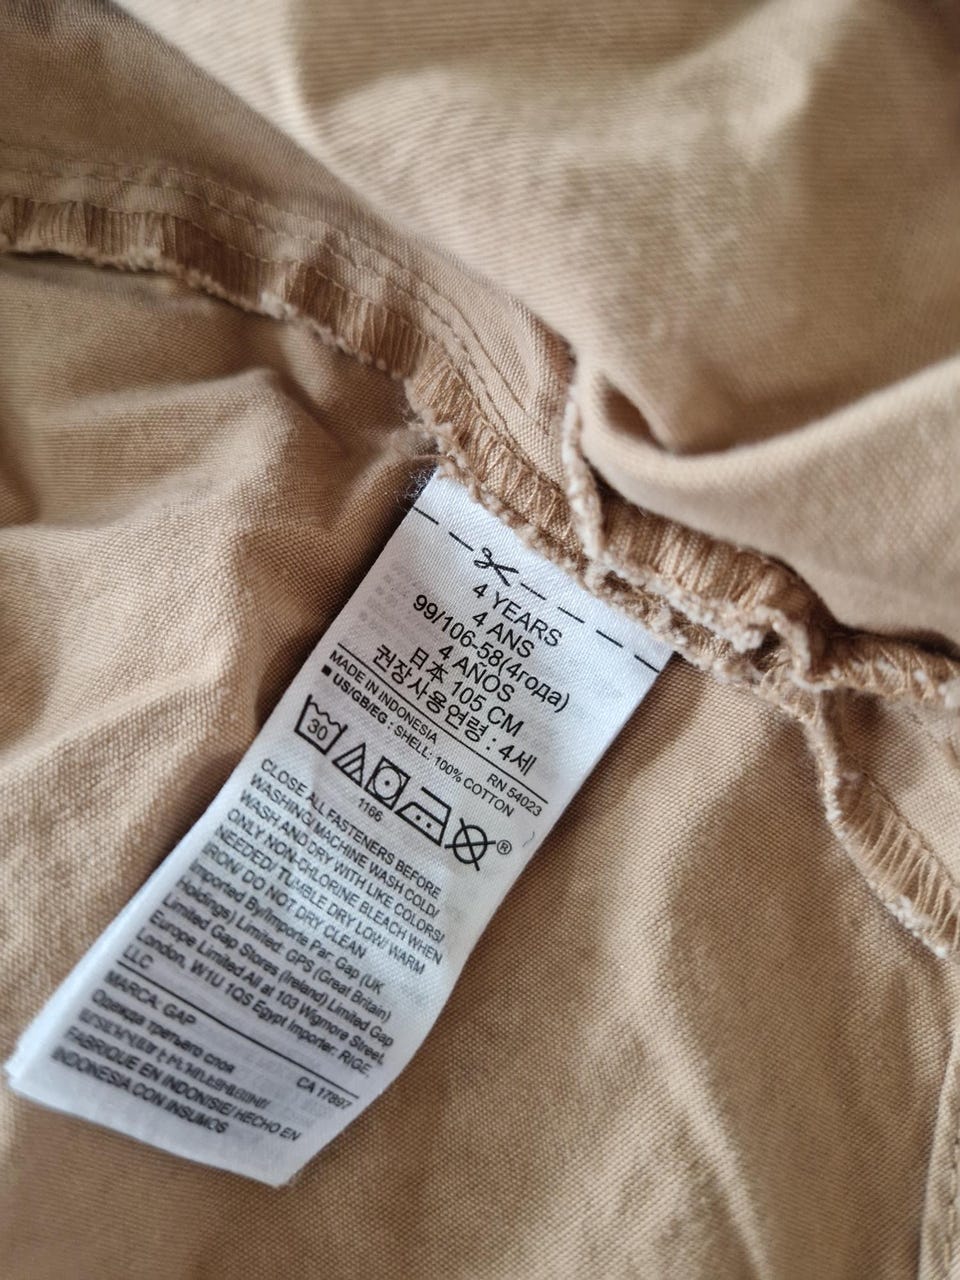 4 YEARS
4 ANS
99/106-58(4года)
4 AÑOS
日本 105 CM
권장사용연령 : 4세
MADE IN INDONESIA RN 54023
■ US/GB/EG : SHELL: 100% COTTON
30
®
1166
CLOSE ALL FASTENERS BEFORE
WASHING/ MACHINE WASH COLD/
WASH AND DRY WITH LIKE COLORS/
ONLY NON-CHLORINE BLEACH WHEN
NEEDED/ TUMBLE DRY LOW/ WARM
IRON/ DO NOT DRY CLEAN
Imported By/Importe Par: Gap (UK
Holdings) Limited: GPS (Great Britain)
Limited Gap Stores (Ireland) Limited Gap
Europe Limited All at 103 Wigmore Street,
London, W1U 1QS Egypt Importer: RIGE,
LLC
MARCA: GAP CA 17897
Одежда третьего слоя
FABRIQUE EN INDONISIE/ HECHO EN
INDONESIA CON INSUMOS